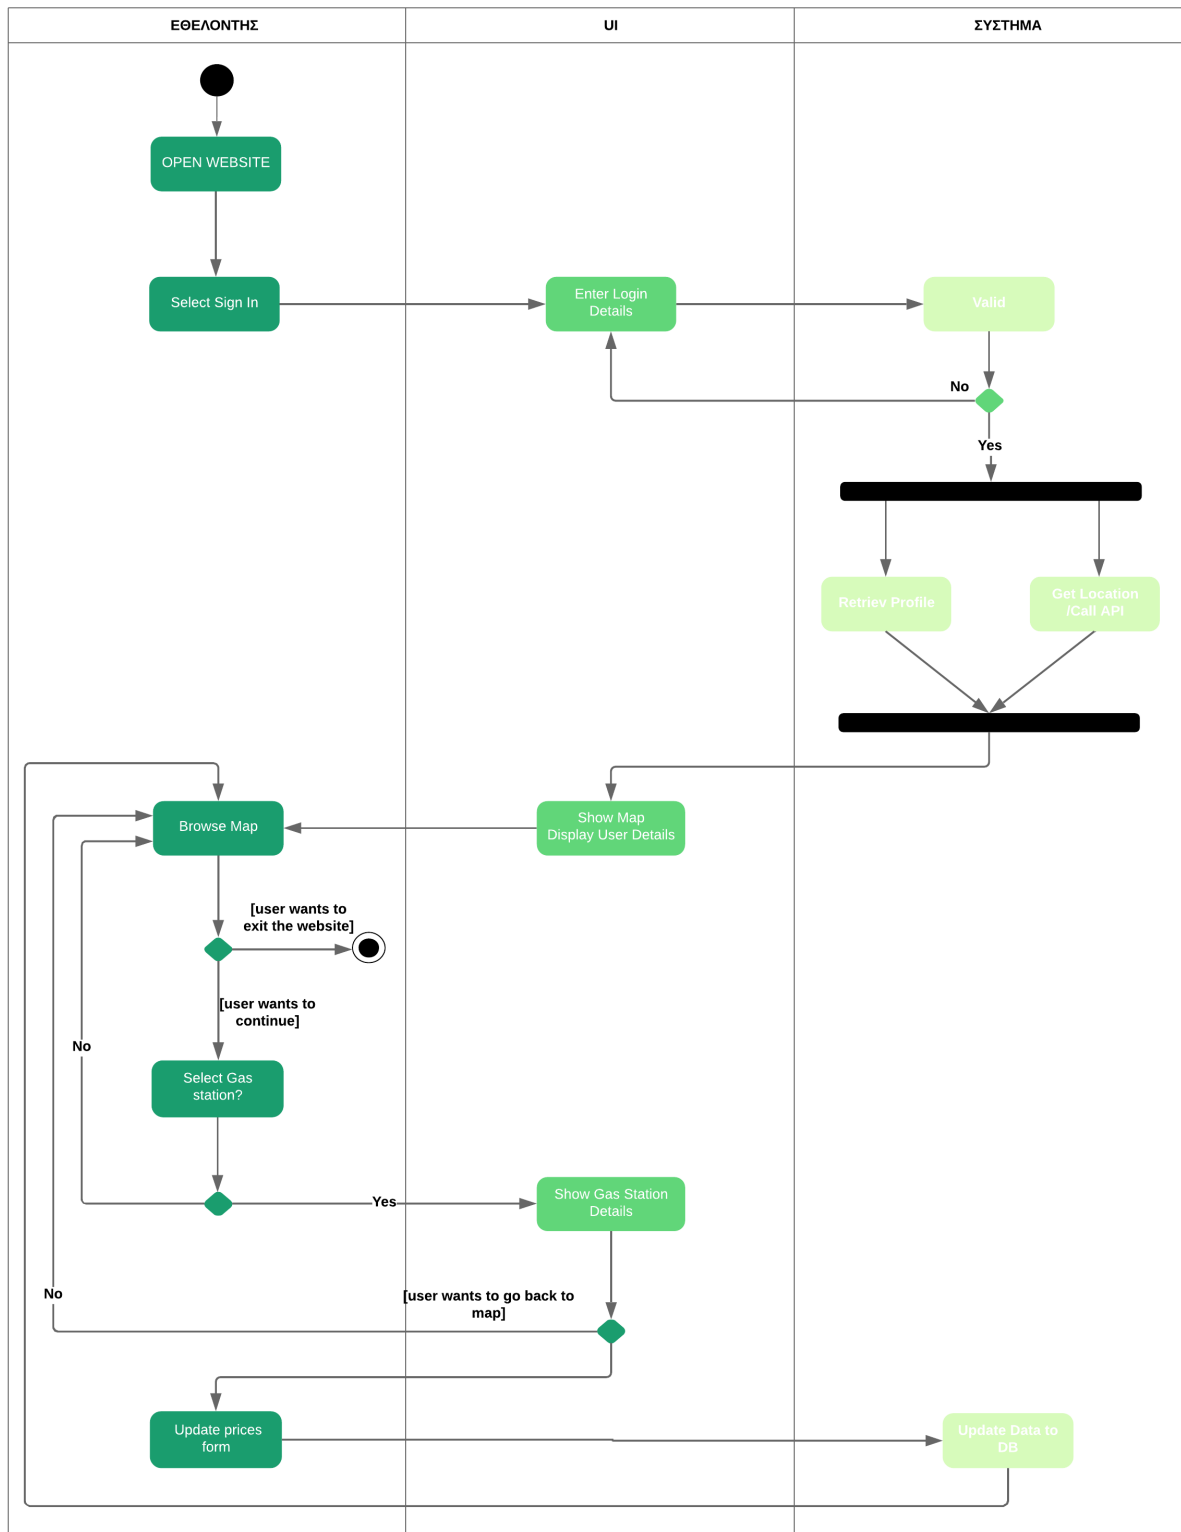 ΕΘΕΛΟΝΤΗΣ
UI
ΣΥΣΤΗΜΑ
OPEN WEBSITE
Select Sign In
Enter Login
Details
Valid
No
Yes
Retriev Profile
Get Location
/Call API
Browse Map
Show Map
Display User Details
[user wants to
exit the website]
[user wants to
continue]
No
Select Gas
station?
Yes
Show Gas Station
Details
No
[user wants to go back to
map]
Update prices
form
Update Data to
DB